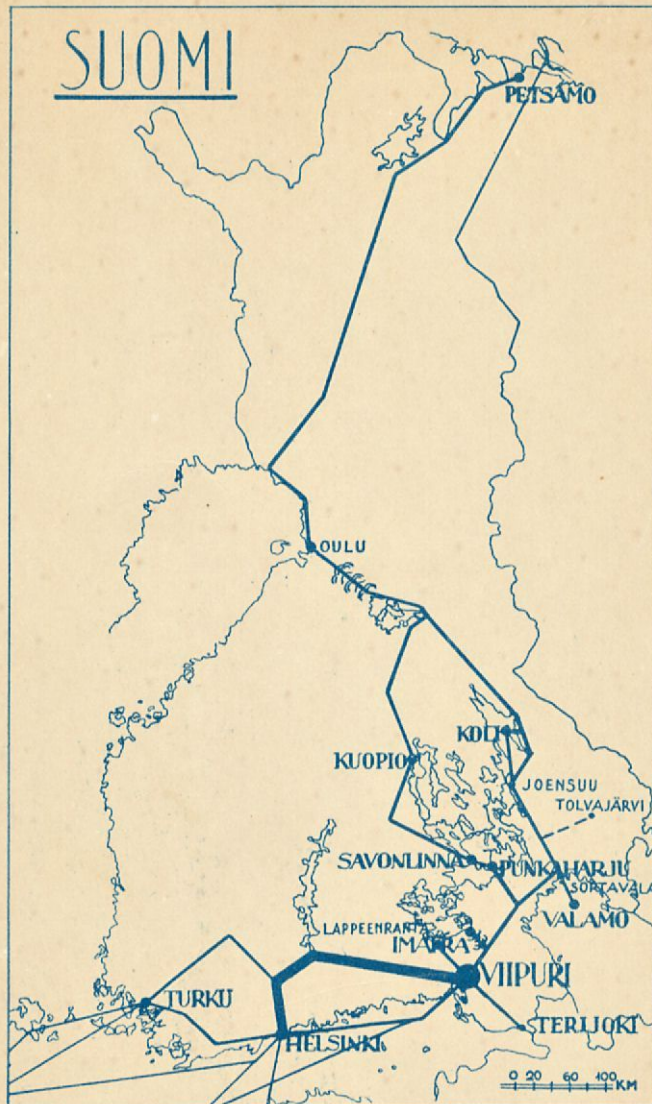 SUOMI
PETSAMO
OULU
KOLI
KUOPIO
JOENSUU
TOLVAJÄRVI
SAVONLINNA
PUNKAHARJU
SORTAVALA
VALAMO
LAPPEENRANTA
IMATRA
VIIPURI
TURKU
TERIJOKI
HELSINKI
0 20 60 100 KM